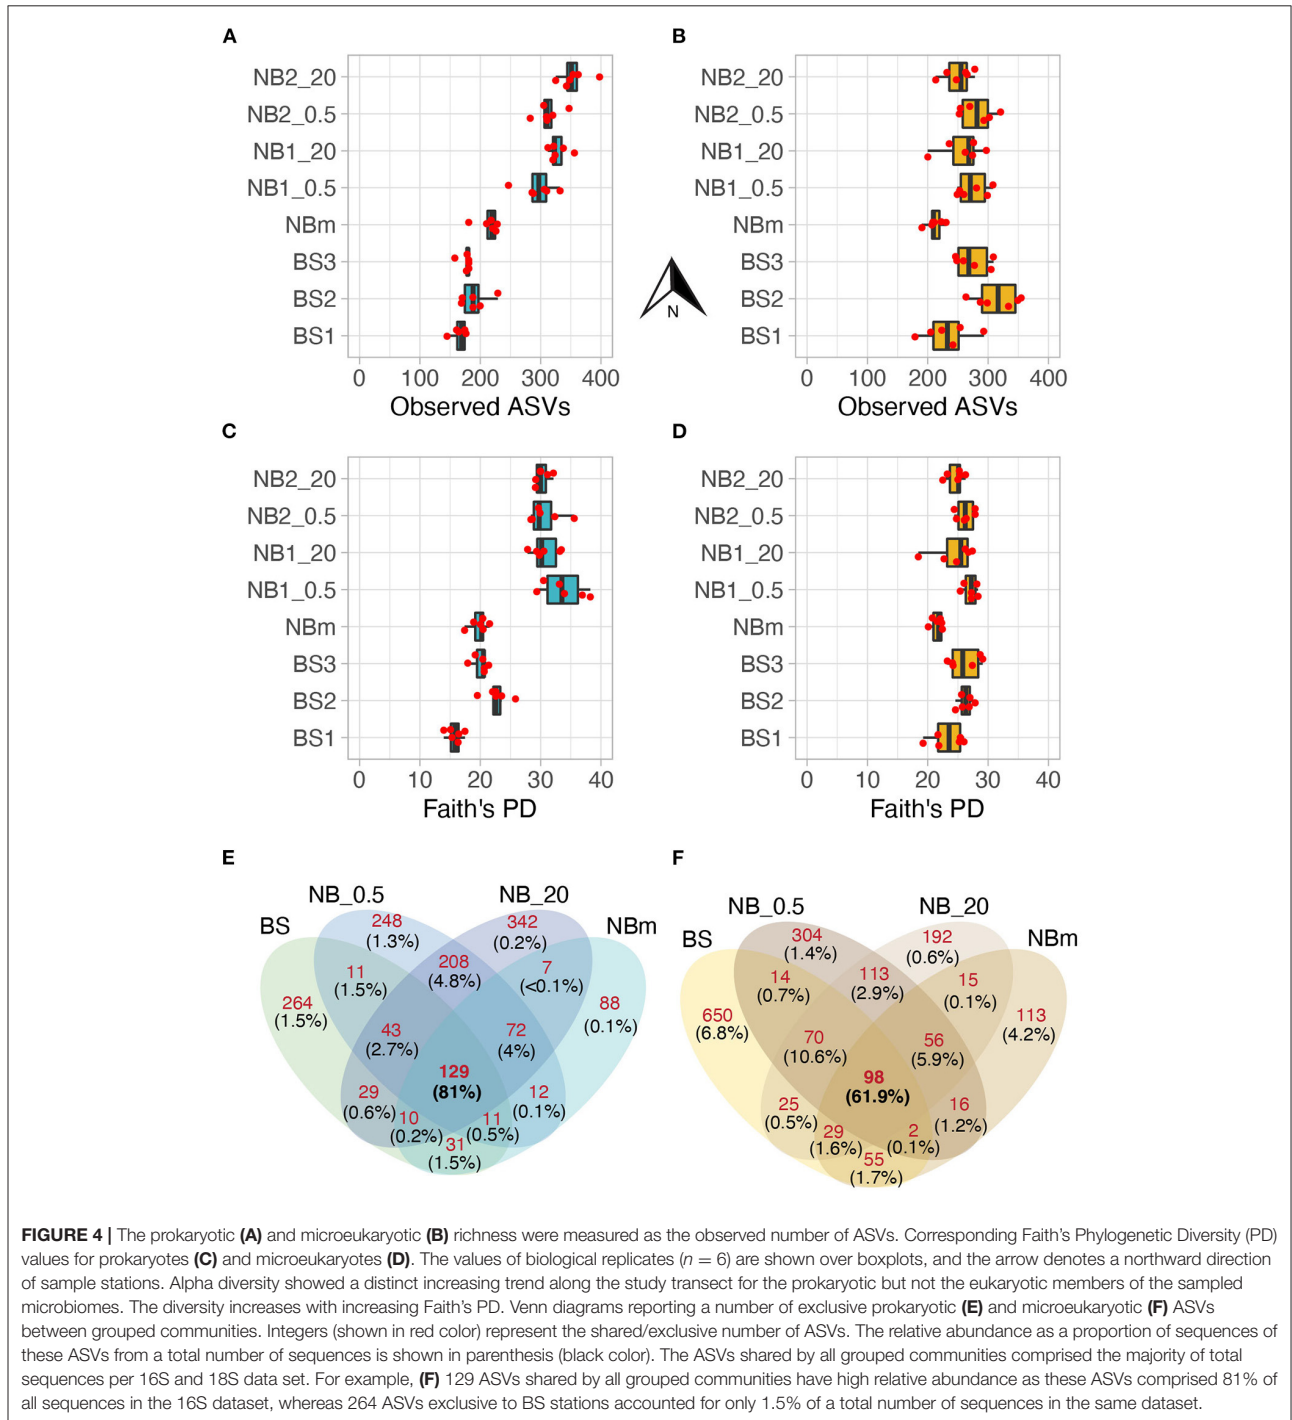 A
NB2_20
NB2_0.5
NB1_20
NB1_0.5
NBm
BS3
BS2
BS1
0 100 200 300 400
Observed ASVs
B
NB2_20
NB2_0.5
NB1_20
NB1_0.5
NBm
BS3
BS2
BS1
0 100 200 300 400
Observed ASVs
N
C
NB2_20
NB2_0.5
NB1_20
NB1_0.5
NBm
BS3
BS2
BS1
0 10 20 30 40
Faith's PD
D
NB2_20
NB2_0.5
NB1_20
NB1_0.5
NBm
BS3
BS2
BS1
0 10 20 30 40
Faith's PD
E
NB_0.5 NB_20
BS NBm
248 342
(1.3%) (0.2%)
11 208 7
(1.5%) (4.8%) (<0.1%)
264 88
(1.5%) (0.1%)
43 72
(2.7%) (4%)
129
(81%)
29 12
(0.6%) (0.1%)
10 11
(0.2%) (0.5%)
31
(1.5%)
F
NB_0.5 NB_20
BS NBm
304 192
(1.4%) (0.6%)
14 113 15
(0.7%) (2.9%) (0.1%)
650 113
(6.8%) (4.2%)
70 56
(10.6%) (5.9%)
98
(61.9%)
25 16
(0.5%) (1.2%)
29 2
(1.6%) (0.1%)
55
(1.7%)
FIGURE 4 | The prokaryotic (A) and microeukaryotic (B) richness were measured as the observed number of ASVs. Corresponding Faith's Phylogenetic Diversity (PD)
values for prokaryotes (C) and microeukaryotes (D). The values of biological replicates (n = 6) are shown over boxplots, and the arrow denotes a northward direction
of sample stations. Alpha diversity showed a distinct increasing trend along the study transect for the prokaryotic but not the eukaryotic members of the sampled
microbiomes. The diversity increases with increasing Faith's PD. Venn diagrams reporting a number of exclusive prokaryotic (E) and microeukaryotic (F) ASVs
between grouped communities. Integers (shown in red color) represent the shared/exclusive number of ASVs. The relative abundance as a proportion of sequences of
these ASVs from a total number of sequences is shown in parenthesis (black color). The ASVs shared by all grouped communities comprised the majority of total
sequences per 16S and 18S data set. For example, (F) 129 ASVs shared by all grouped communities have high relative abundance as these ASVs comprised 81% of
all sequences in the 16S dataset, whereas 264 ASVs exclusive to BS stations accounted for only 1.5% of a total number of sequences in the same dataset.